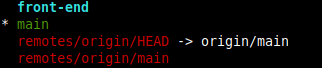 front-end
* main
remotes/origin/HEAD -> origin/main
remotes/origin/main